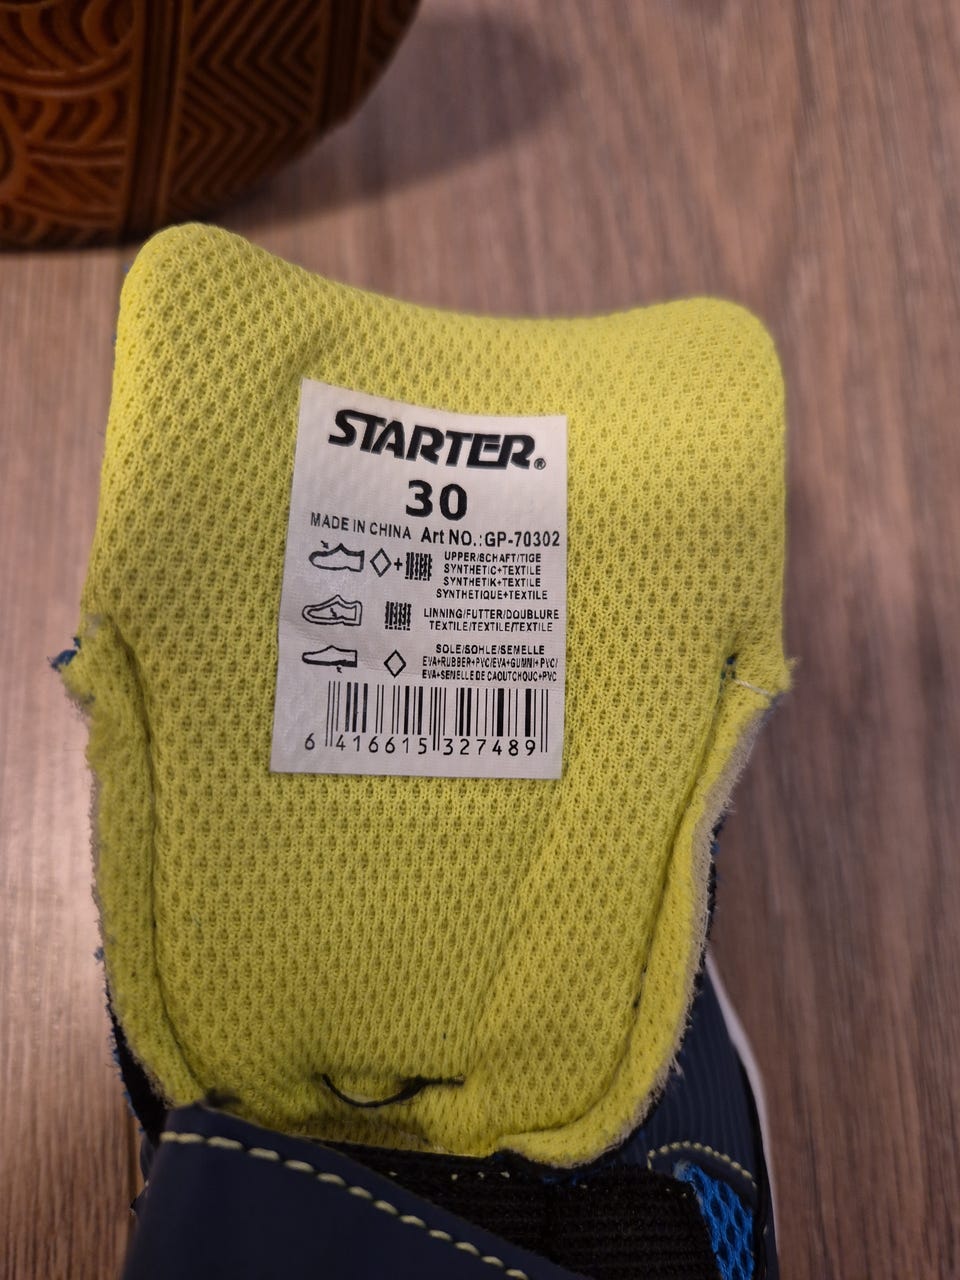 STARTER®
30
MADE IN CHINA Art NO.:GP-70302
UPPER/SCHAFT/TIGE
SYNTHETIC+TEXTILE
SYNTHETIK+TEXTILE
SYNTHETIQUE+TEXTILE
LINNING/FUTTER/DOUBLURE
TEXTILE/TEXTILE/TEXTILE
SOLE/SOHLE/SEMELLE
EVA+RUBBER+PVC/EVA+GUMNI+PVC/
EVA+SEMELLE DE CAOUTCHOUC+PVC
6 416615 327489